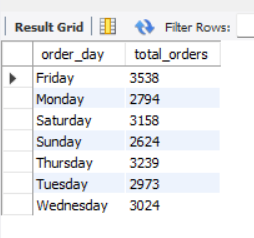 Result Grid Filter Rows:
order_day total_orders
Friday 3538
Monday 2794
Saturday 3158
Sunday 2624
Thursday 3239
Tuesday 2973
Wednesday 3024